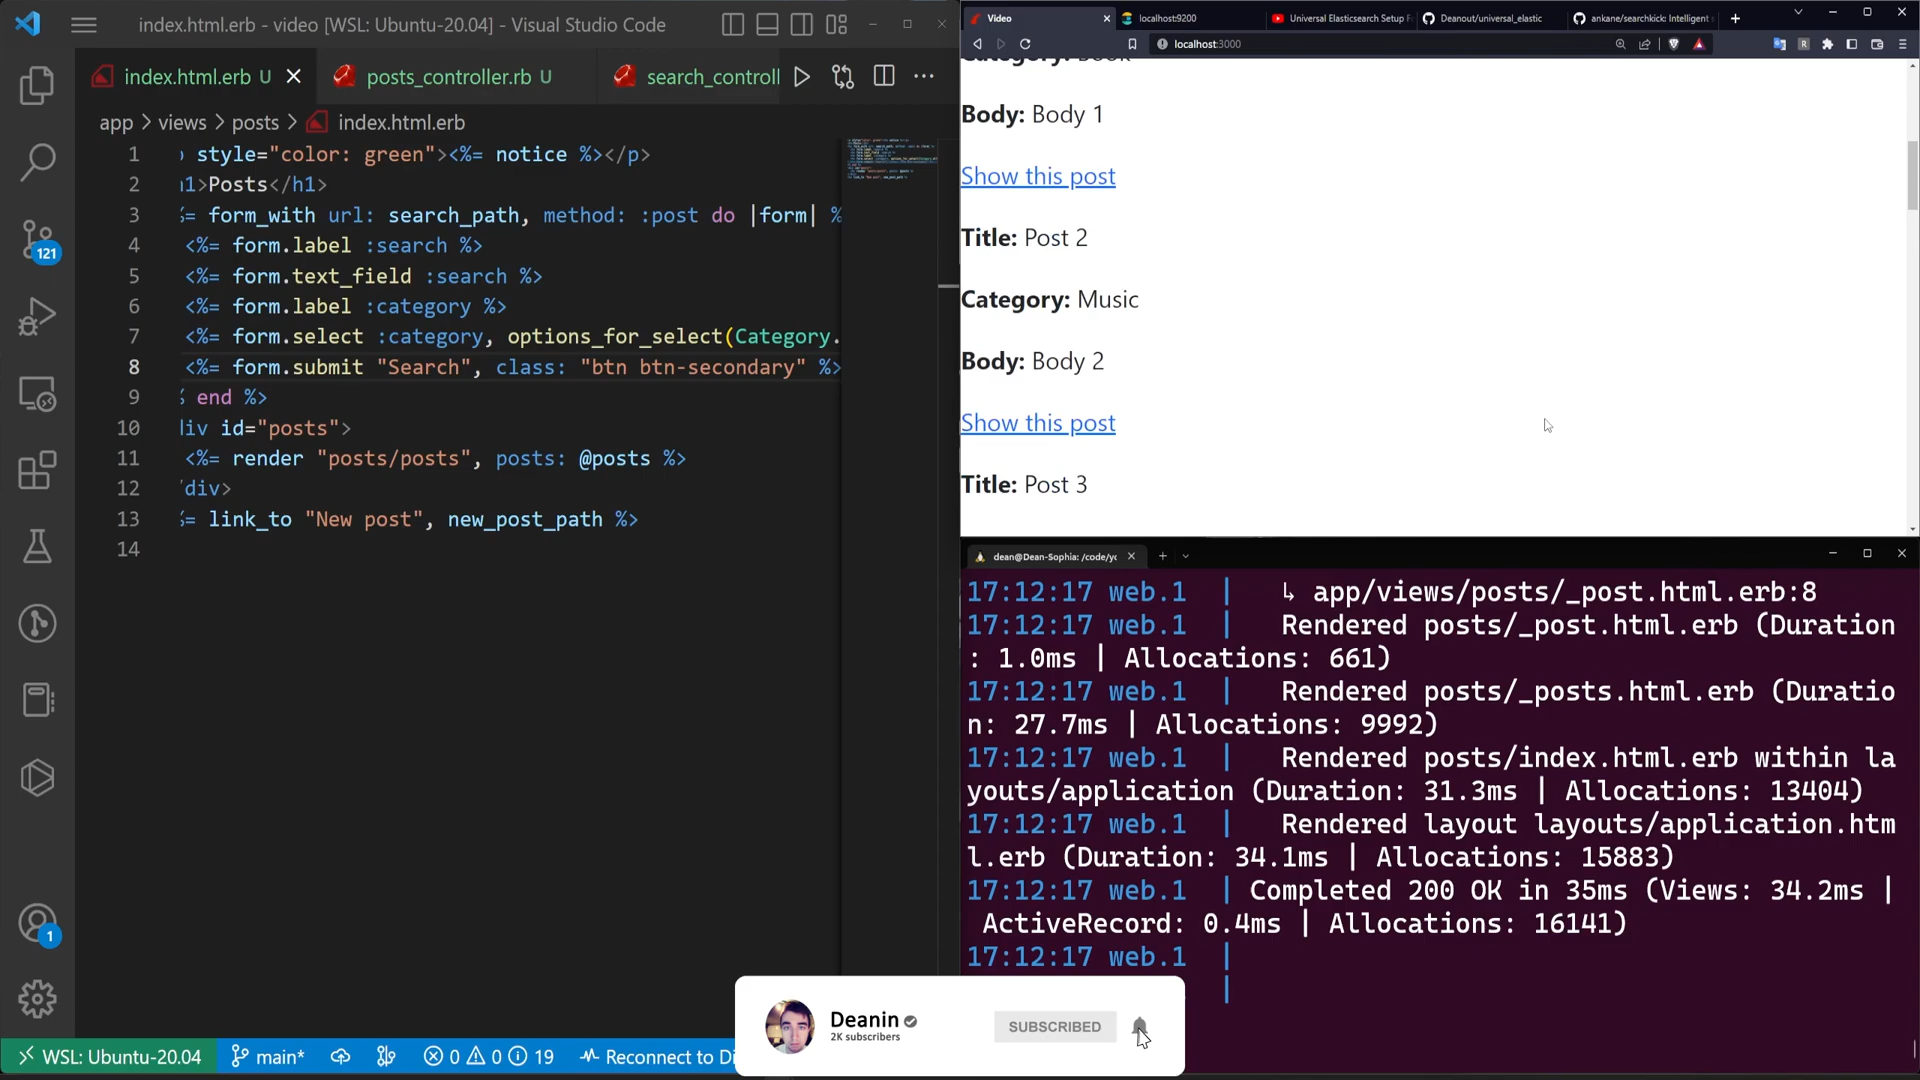 index.html.erb - video [WSL: Ubuntu-20.04] - Visual Studio Code
index.html.erb U
posts_controller.rb U
search_controll
app > views > posts > index.html.erb
1 style="color: green"><%= notice %></p>
2 1>Posts</h1>
3 = form_with url: search_path, method: :post do |form| %
4 <%= form.label :search %>
5 <%= form.text_field :search %>
6 <%= form.label :category %>
7 <%= form.select :category, options_for_select(Category.
8 <%= form.submit "Search", class: "btn btn-secondary" %>
9 end %>
10 iv id="posts">
11 <%= render "posts/posts", posts: @posts %>
12 div>
13 = link_to "New post", new_post_path %>
14
121
1
WSL: Ubuntu-20.04
main*
0 0 19
Reconnect to Di
Video
localhost:9200
Universal Elasticsearch Setup F
Deanout/universal_elastic
ankane/searchkick: Intelligent
localhost:3000
Category: Book
Body: Body 1
Show this post
Title: Post 2
Category: Music
Body: Body 2
Show this post
Title: Post 3
dean@Dean-Sophia: /code/yc
17:12:17 web.1 | ↳ app/views/posts/_post.html.erb:8
17:12:17 web.1 | Rendered posts/_post.html.erb (Duration
: 1.0ms | Allocations: 661)
17:12:17 web.1 | Rendered posts/_posts.html.erb (Duratio
n: 27.7ms | Allocations: 9992)
17:12:17 web.1 | Rendered posts/index.html.erb within la
youts/application (Duration: 31.3ms | Allocations: 13404)
17:12:17 web.1 | Rendered layout layouts/application.htm
l.erb (Duration: 34.1ms | Allocations: 15883)
17:12:17 web.1 | Completed 200 OK in 35ms (Views: 34.2ms |
ActiveRecord: 0.4ms | Allocations: 16141)
17:12:17 web.1 |
|
Deanin
2K subscribers
SUBSCRIBED